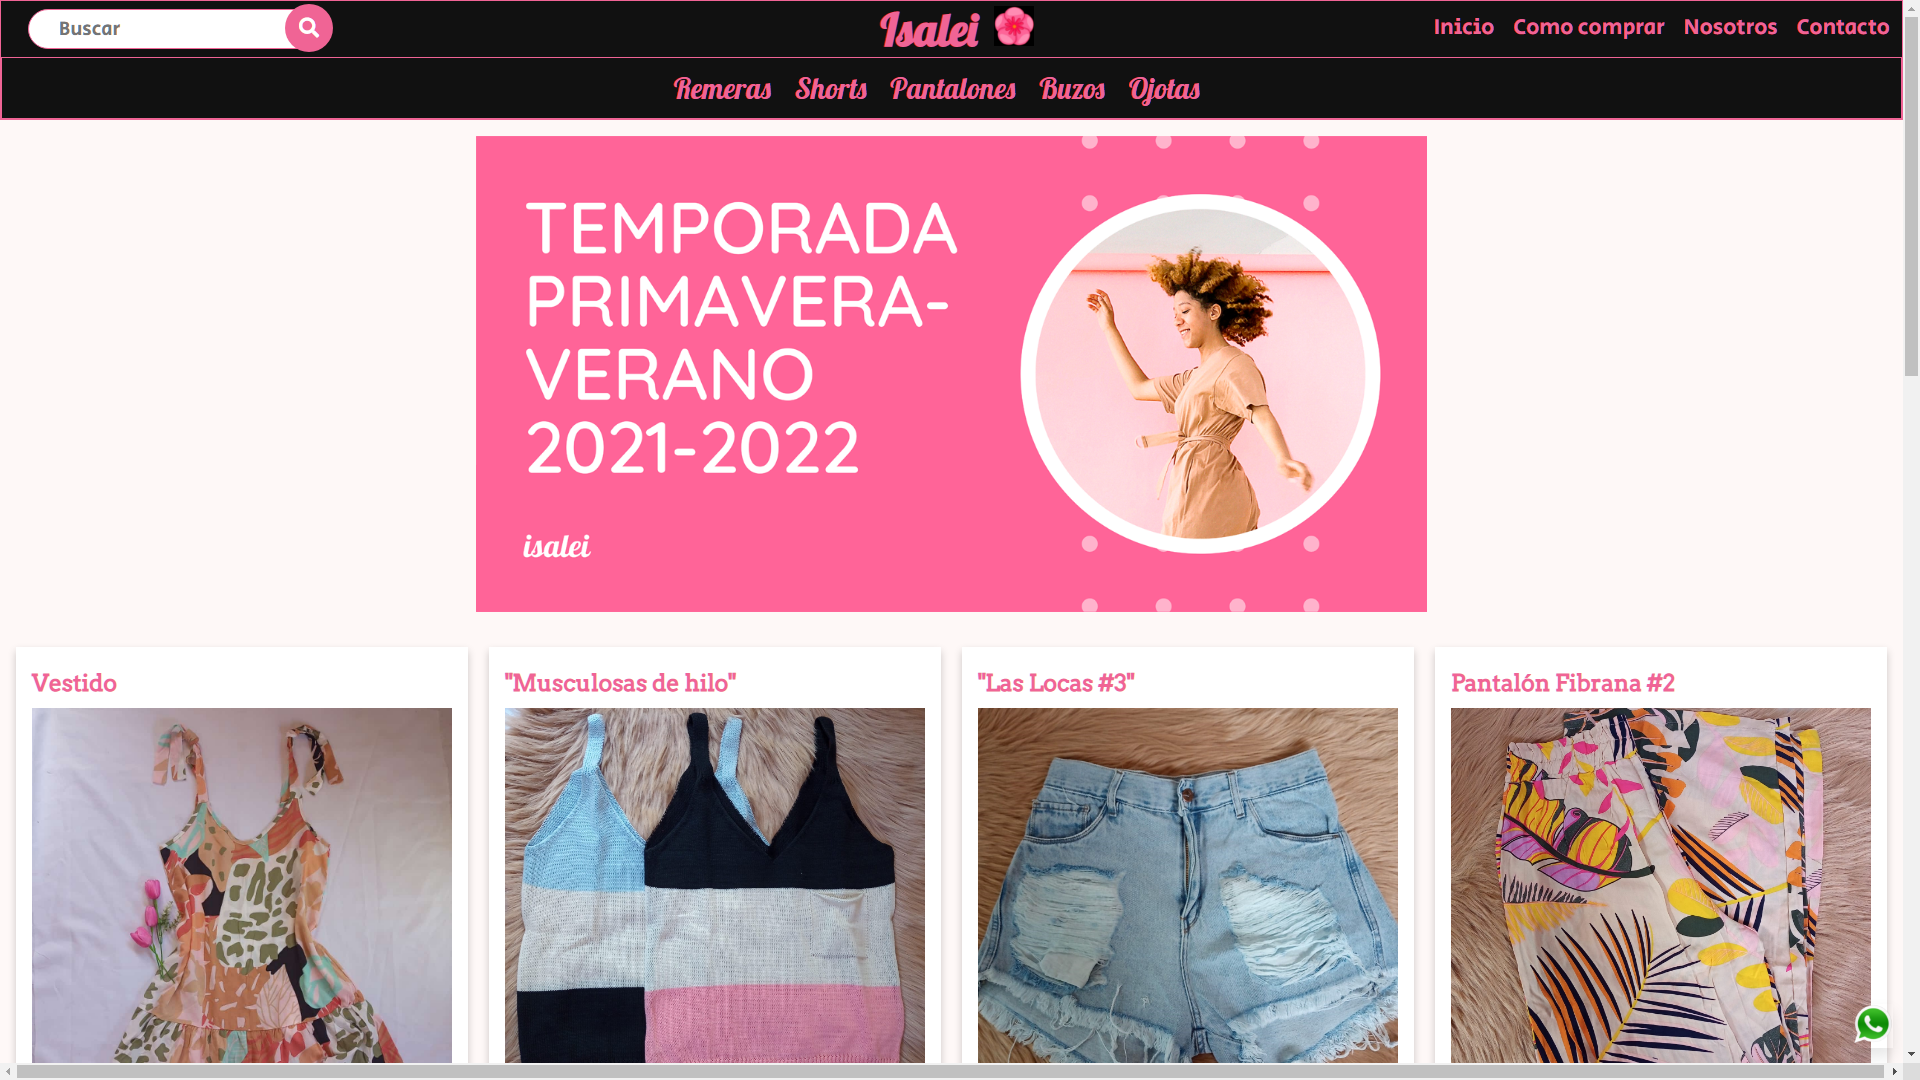 Buscar
Isalei
Inicio Como comprar Nosotros Contacto
Remeras Shorts Pantalones Buzos Ojotas
TEMPORADA
PRIMAVERA-
VERANO
2021-2022
isalei
Vestido
"Musculosas de hilo"
"Las Locas #3"
Pantalón Fibrana #2